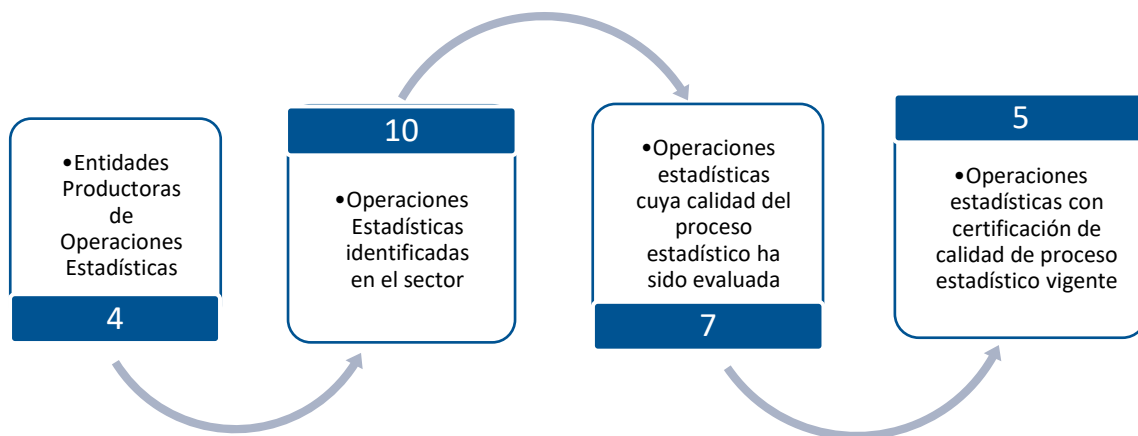 •Entidades
Productoras
de
Operaciones
Estadísticas
4
10
•Operaciones
Estadísticas
identificadas
en el sector
•Operaciones
estadísticas
cuya calidad del
proceso
estadístico ha
sido evaluada
7
5
•Operaciones
estadísticas con
certificación de
calidad de proceso
estadístico vigente